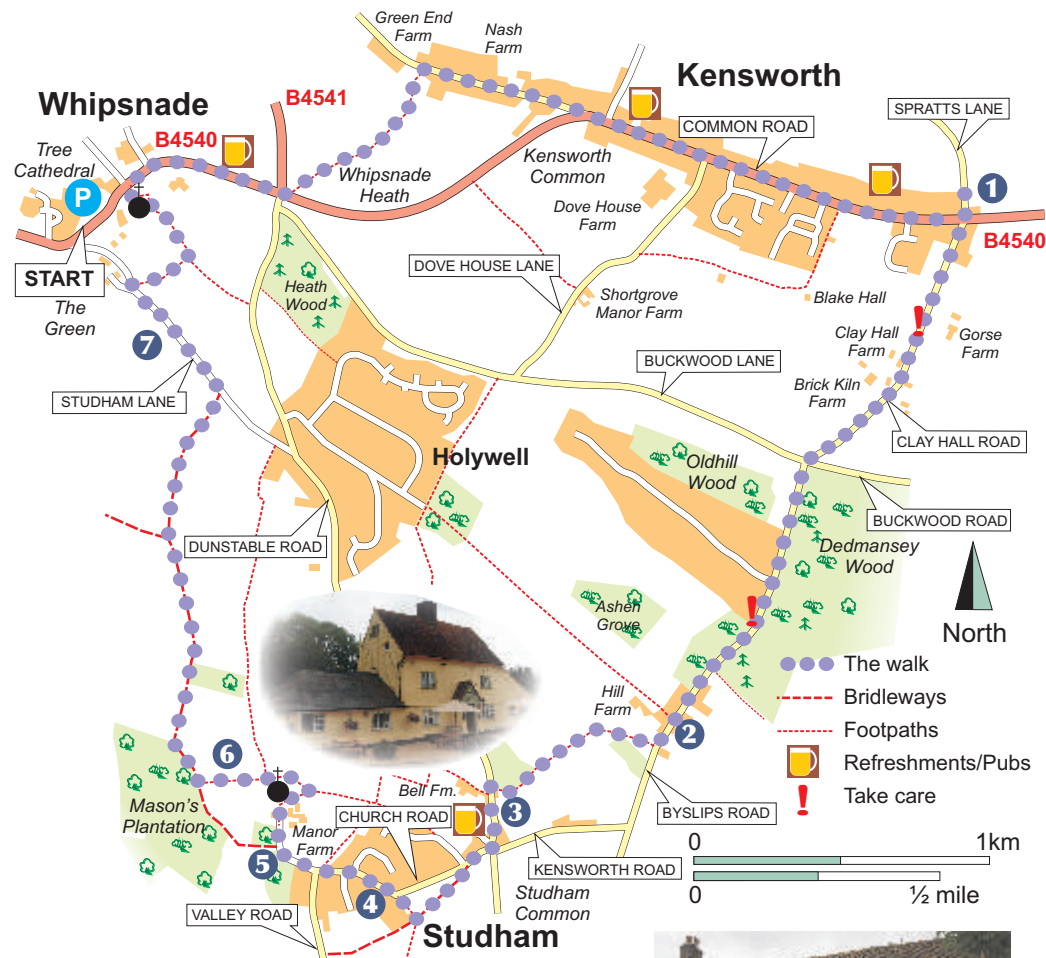 Green End
Farm
Nash
Farm
Kensworth
Whipsnade
B4541
SPRATTS LANE
B4540
COMMON ROAD
Tree
Cathedral
P
Whipsnade
Heath
Kensworth
Common
1
Dove House
Farm
B4540
START
DOVE HOUSE LANE
The
Green
Heath
Wood
Shortgrove
Manor Farm
Blake Hall
!
Clay Hall
Farm
Gorse
Farm
7
BUCKWOOD LANE
Brick Kiln
Farm
STUDHAM LANE
CLAY HALL ROAD
Holywell
Oldhill
Wood
BUCKWOOD ROAD
DUNSTABLE ROAD
Dedmansey
Wood
Ashen
Grove
!
North
The walk
Bridleways
Hill
Farm
2
Footpaths
6
Refreshments/Pubs
Bell Fm.
3
! Take care
Mason's
Plantation
CHURCH ROAD
BYSLIPS ROAD
Manor
Farm
0 1km
5
KENSWORTH ROAD
0 ½ mile
4
Studham
Common
VALLEY ROAD
Studham